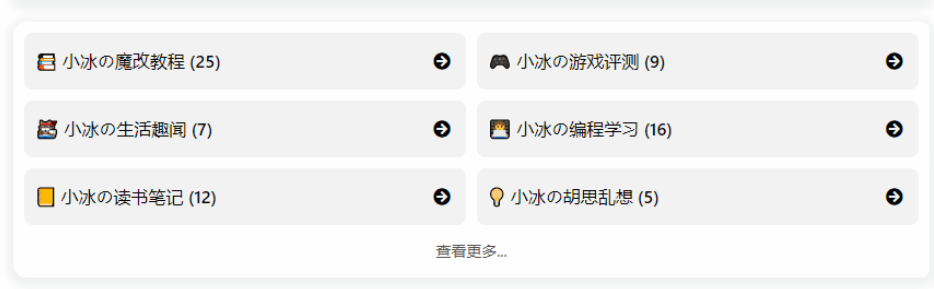 小冰の魔改教程 (25)
小冰の游戏评测 (9)
小冰の生活趣闻 (7)
小冰の编程学习 (16)
小冰の读书笔记 (12)
小冰の胡思乱想 (5)
查看更多...